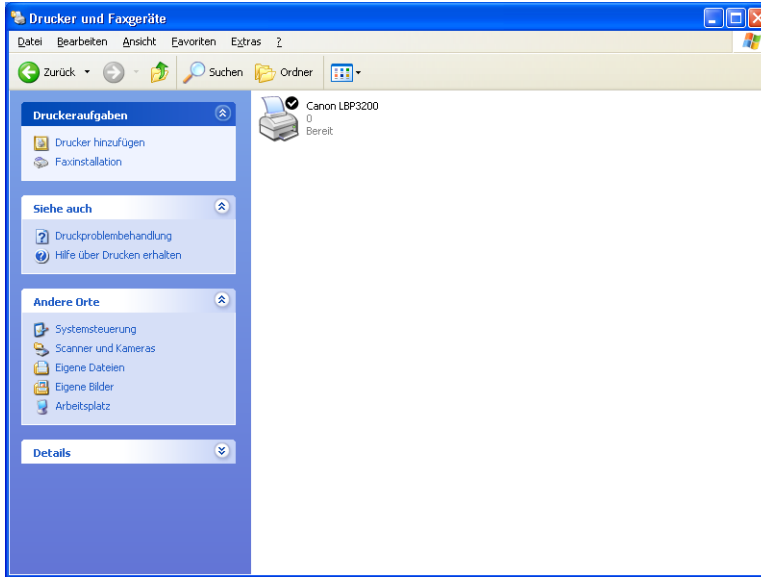 Drucker und Faxgeräte
Datei Bearbeiten Ansicht Favoriten Extras ?
Zurück Suchen Ordner
Druckeraufgaben
Drucker hinzufügen
Faxinstallation
Siehe auch
Druckproblembehandlung
Hilfe über Drucken erhalten
Andere Orte
Systemsteuerung
Scanner und Kameras
Eigene Dateien
Eigene Bilder
Arbeitsplatz
Details
Canon LBP3200
0
Bereit